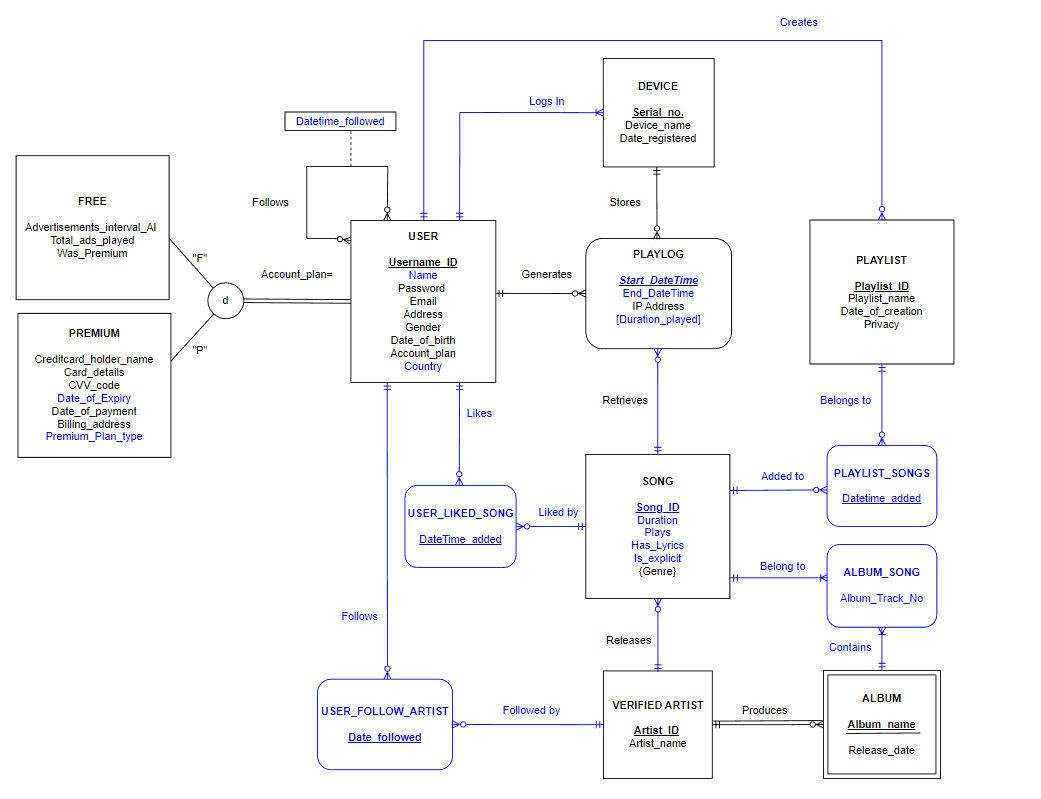 Creates
DEVICE
Serial_no.
Device_name
Date_registered
Logs In
Datetime_followed
Follows
Stores
FREE
Advertisements_interval_AI
Total_ads_played
Was_Premium
"F"
Account_plan=
d
"P"
PREMIUM
Creditcard_holder_name
Card_details
CVV_code
Date_of_Expiry
Date_of_payment
Billing_address
Premium_Plan_type
USER
Username_ID
Name
Password
Email
Address
Gender
Date_of_birth
Account_plan
Country
Generates
PLAYLOG
Start_DateTime
End_DateTime
IP Address
[Duration_played]
PLAYLIST
Playlist_ID
Playlist_name
Date_of_creation
Privacy
Retrieves
Belongs to
Likes
USER_LIKED_SONG
DateTime_added
Liked by
SONG
Song_ID
Duration
Plays
Has_Lyrics
Is_explicit
{Genre}
Added to
PLAYLIST_SONGS
Datetime_added
Belong to
ALBUM_SONG
Album_Track_No
Follows
Releases
Contains
USER_FOLLOW_ARTIST
Date_followed
Followed by
VERIFIED ARTIST
Artist_ID
Artist_name
Produces
ALBUM
Album_name
Release_date